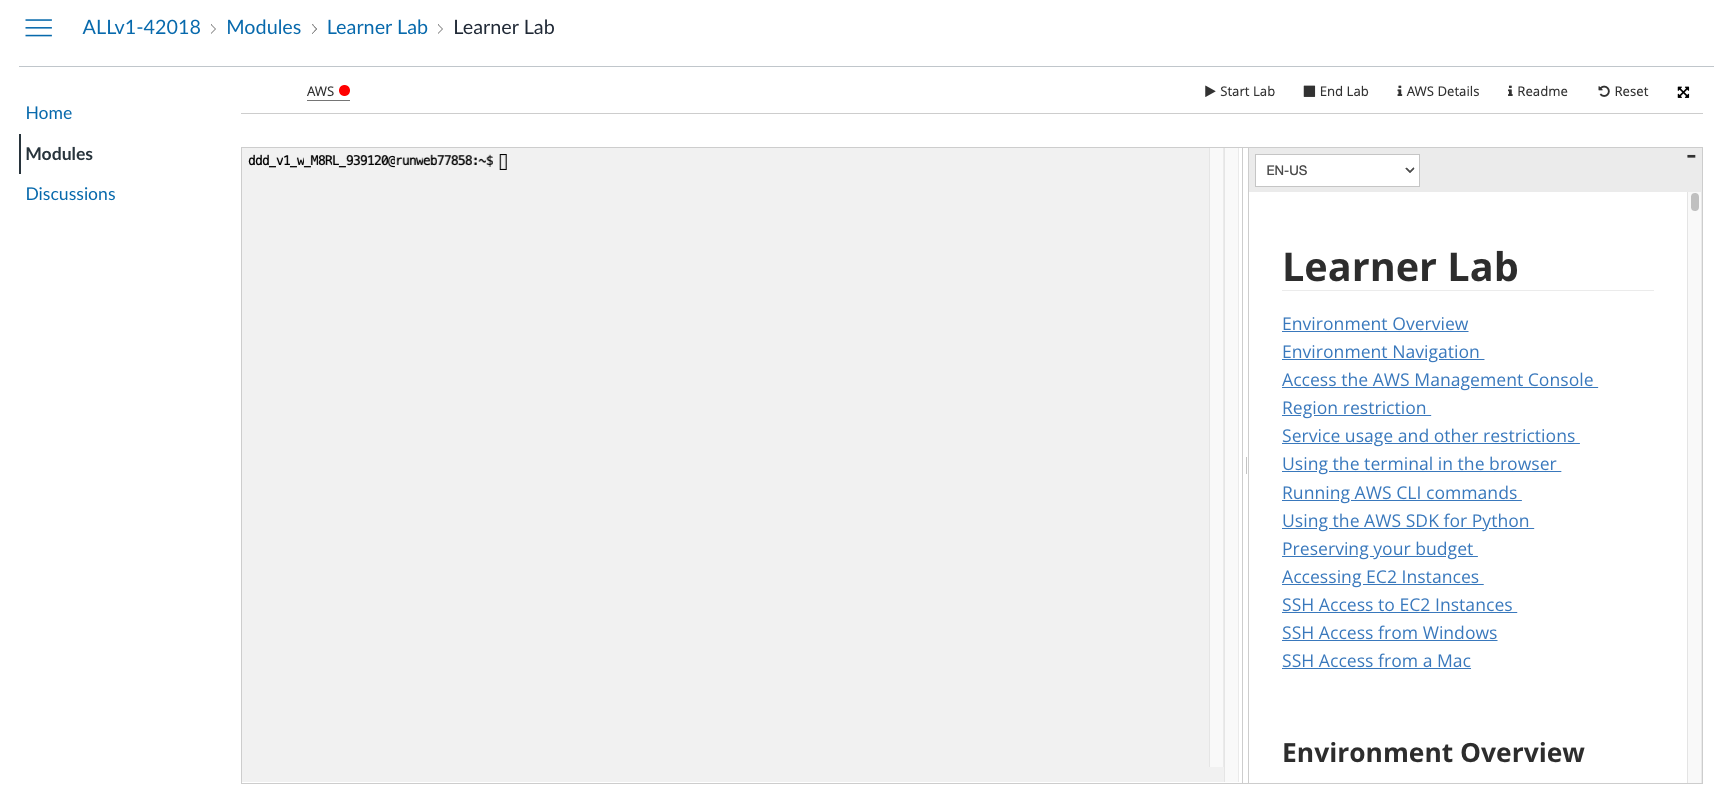 ALLv1-42018 > Modules > Learner Lab > Learner Lab
AWS
Start Lab
End Lab
AWS Details
Readme
Reset
Home
Modules
Discussions
ddd_v1_w_M8RL_939120@runweb77858:~$
EN-US
Learner Lab
Environment Overview
Environment Navigation
Access the AWS Management Console
Region restriction
Service usage and other restrictions
Using the terminal in the browser
Running AWS CLI commands
Using the AWS SDK for Python
Preserving your budget
Accessing EC2 Instances
SSH Access to EC2 Instances
SSH Access from Windows
SSH Access from a Mac
Environment Overview